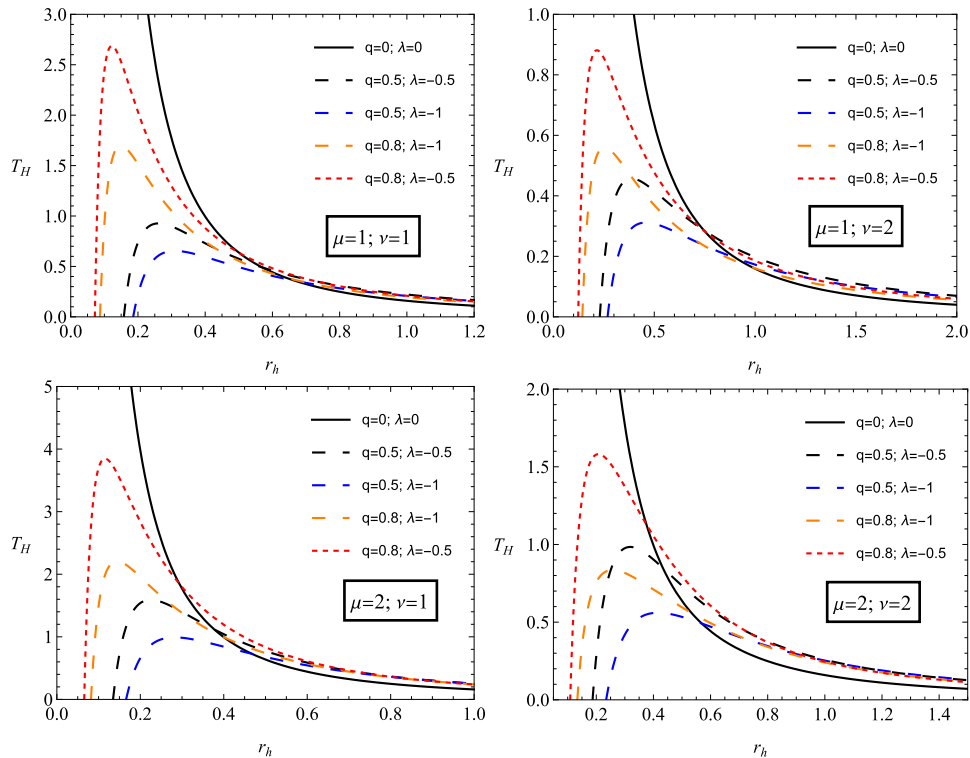 3.0
2.5
2.0
1.5
1.0
0.5
0.0
T_H
q=0; λ=0
q=0.5; λ=−0.5
q=0.5; λ=−1
q=0.8; λ=−1
q=0.8; λ=−0.5
μ=1; ν=1
0.0 0.2 0.4 0.6 0.8 1.0 1.2
r_h
1.0
0.8
0.6
0.4
0.2
0.0
T_H
q=0; λ=0
q=0.5; λ=−0.5
q=0.5; λ=−1
q=0.8; λ=−1
q=0.8; λ=−0.5
μ=1; ν=2
0.0 0.5 1.0 1.5 2.0
r_h
5
4
3
2
1
0
T_H
q=0; λ=0
q=0.5; λ=−0.5
q=0.5; λ=−1
q=0.8; λ=−1
q=0.8; λ=−0.5
μ=2; ν=1
0.0 0.2 0.4 0.6 0.8 1.0
r_h
2.0
1.5
1.0
0.5
0.0
T_H
q=0; λ=0
q=0.5; λ=−0.5
q=0.5; λ=−1
q=0.8; λ=−1
q=0.8; λ=−0.5
μ=2; ν=2
0.2 0.4 0.6 0.8 1.0 1.2 1.4
r_h